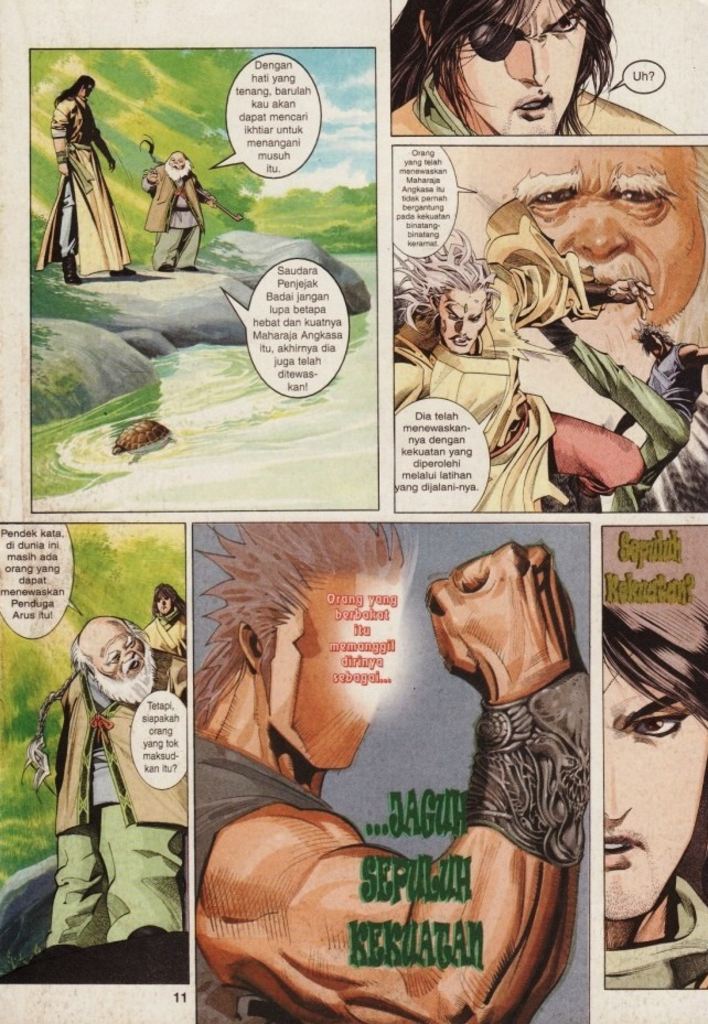 Dengan
hati yang
tenang, barulah
kau akan
dapat mencari
ikhtiar untuk
menangani
musuh
itu.
Saudara
Penjejak
Badai jangan
lupa betapa
hebat dan kuatnya
Maharaja Angkasa
itu, akhirnya dia
juga telah
ditewas-
kan!
Uh?
Orang yang
menewaskan
Maharaja
Angkasa itu
tidak pernah
bergantung
pada kekuatan
binatang-
binatang
keramat.
Dia telah
menewaskan-
nya dengan
kekuatan yang
diperolehi
melalui latihan
yang dijalani-nya.
Pendek kata,
di dunia ini
masih ada
orang yang
dapat
menewaskan
Penduga
Arus itu!
Tetapi,
siapakah
orang
yang tok
maksud-
kan itu?
Orang yang
berbakat
itu
memanggil
dirinya
sebagai...
...JAGUH
SEPULUH
KEKUATAN
Sepuluh
Kekuatan?
11